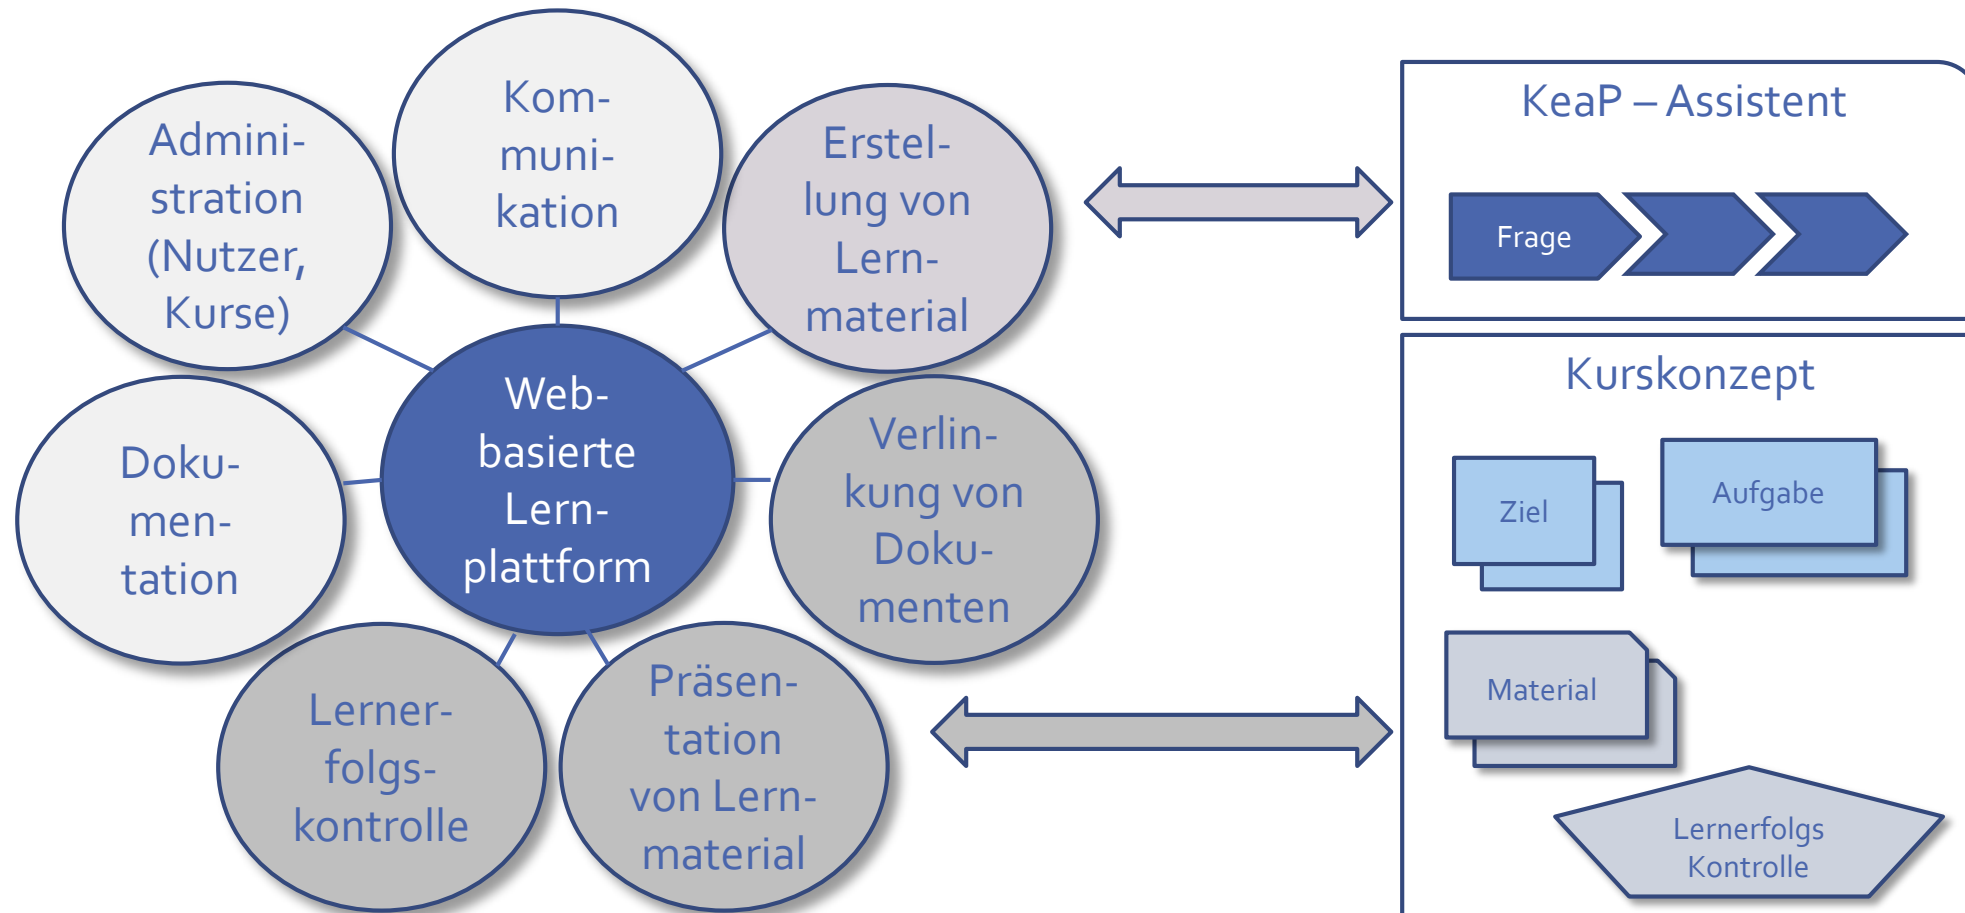 Kom-
muni-
kation
Admini-
stration
(Nutzer,
Kurse)
Erstel-
lung von
Lern-
material
Web-
basierte
Lern-
plattform
Doku-
men-
tation
Verlin-
kung von
Doku-
menten
Lerner-
folgs-
kontrolle
Präsen-
tation
von Lern-
material
KeaP – Assistent
Frage
Kurskonzept
Ziel
Aufgabe
Material
Lernerfolgs
Kontrolle